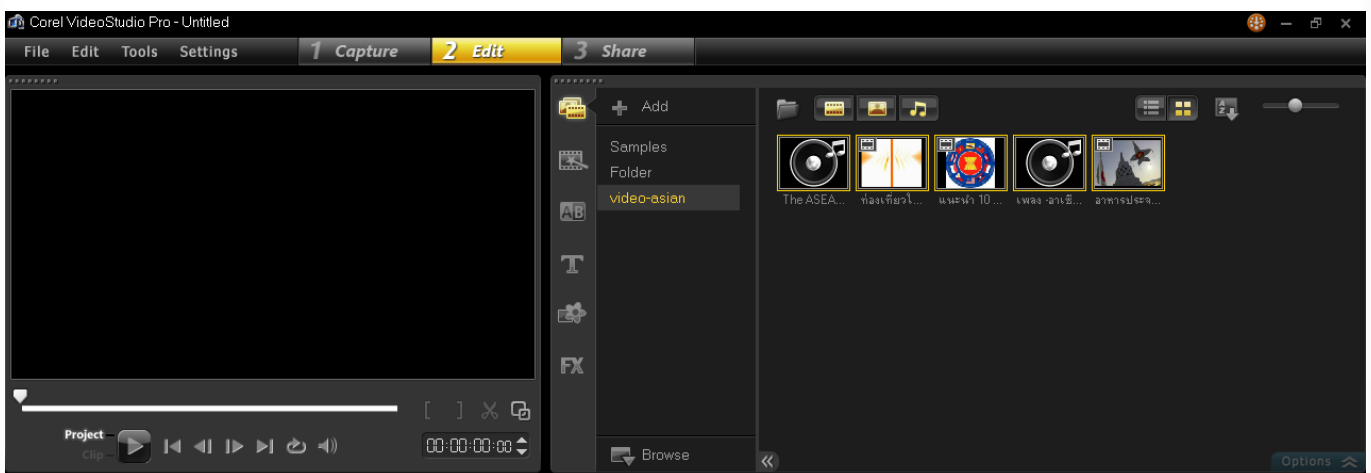 Corel VideoStudio Pro - Untitled
File Edit Tools Settings 1 Capture 2 Edit 3 Share
Add
Samples
Folder
video-asian
The ASEA... ท่องเที่ยวใ... แนะนำ 10 ... เพลง -อาเซี... อาหารประจ...
Project
Clip
00:00:00:00
T
AB
FX
Browse
Options